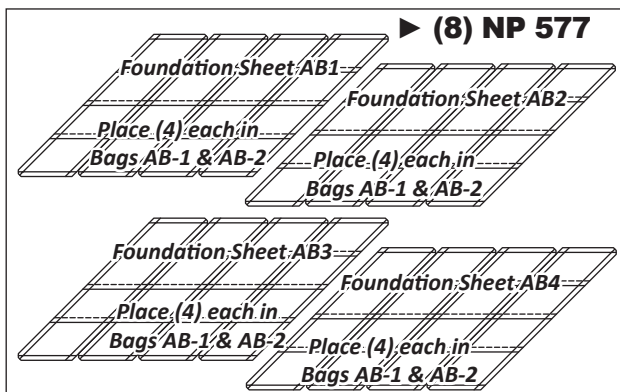 ► (8) NP 577
Foundation Sheet AB1
Place (4) each in
Bags AB-1 & AB-2
Foundation Sheet AB2
Place (4) each in
Bags AB-1 & AB-2
Foundation Sheet AB3
Place (4) each in
Bags AB-1 & AB-2
Foundation Sheet AB4
Place (4) each in
Bags AB-1 & AB-2